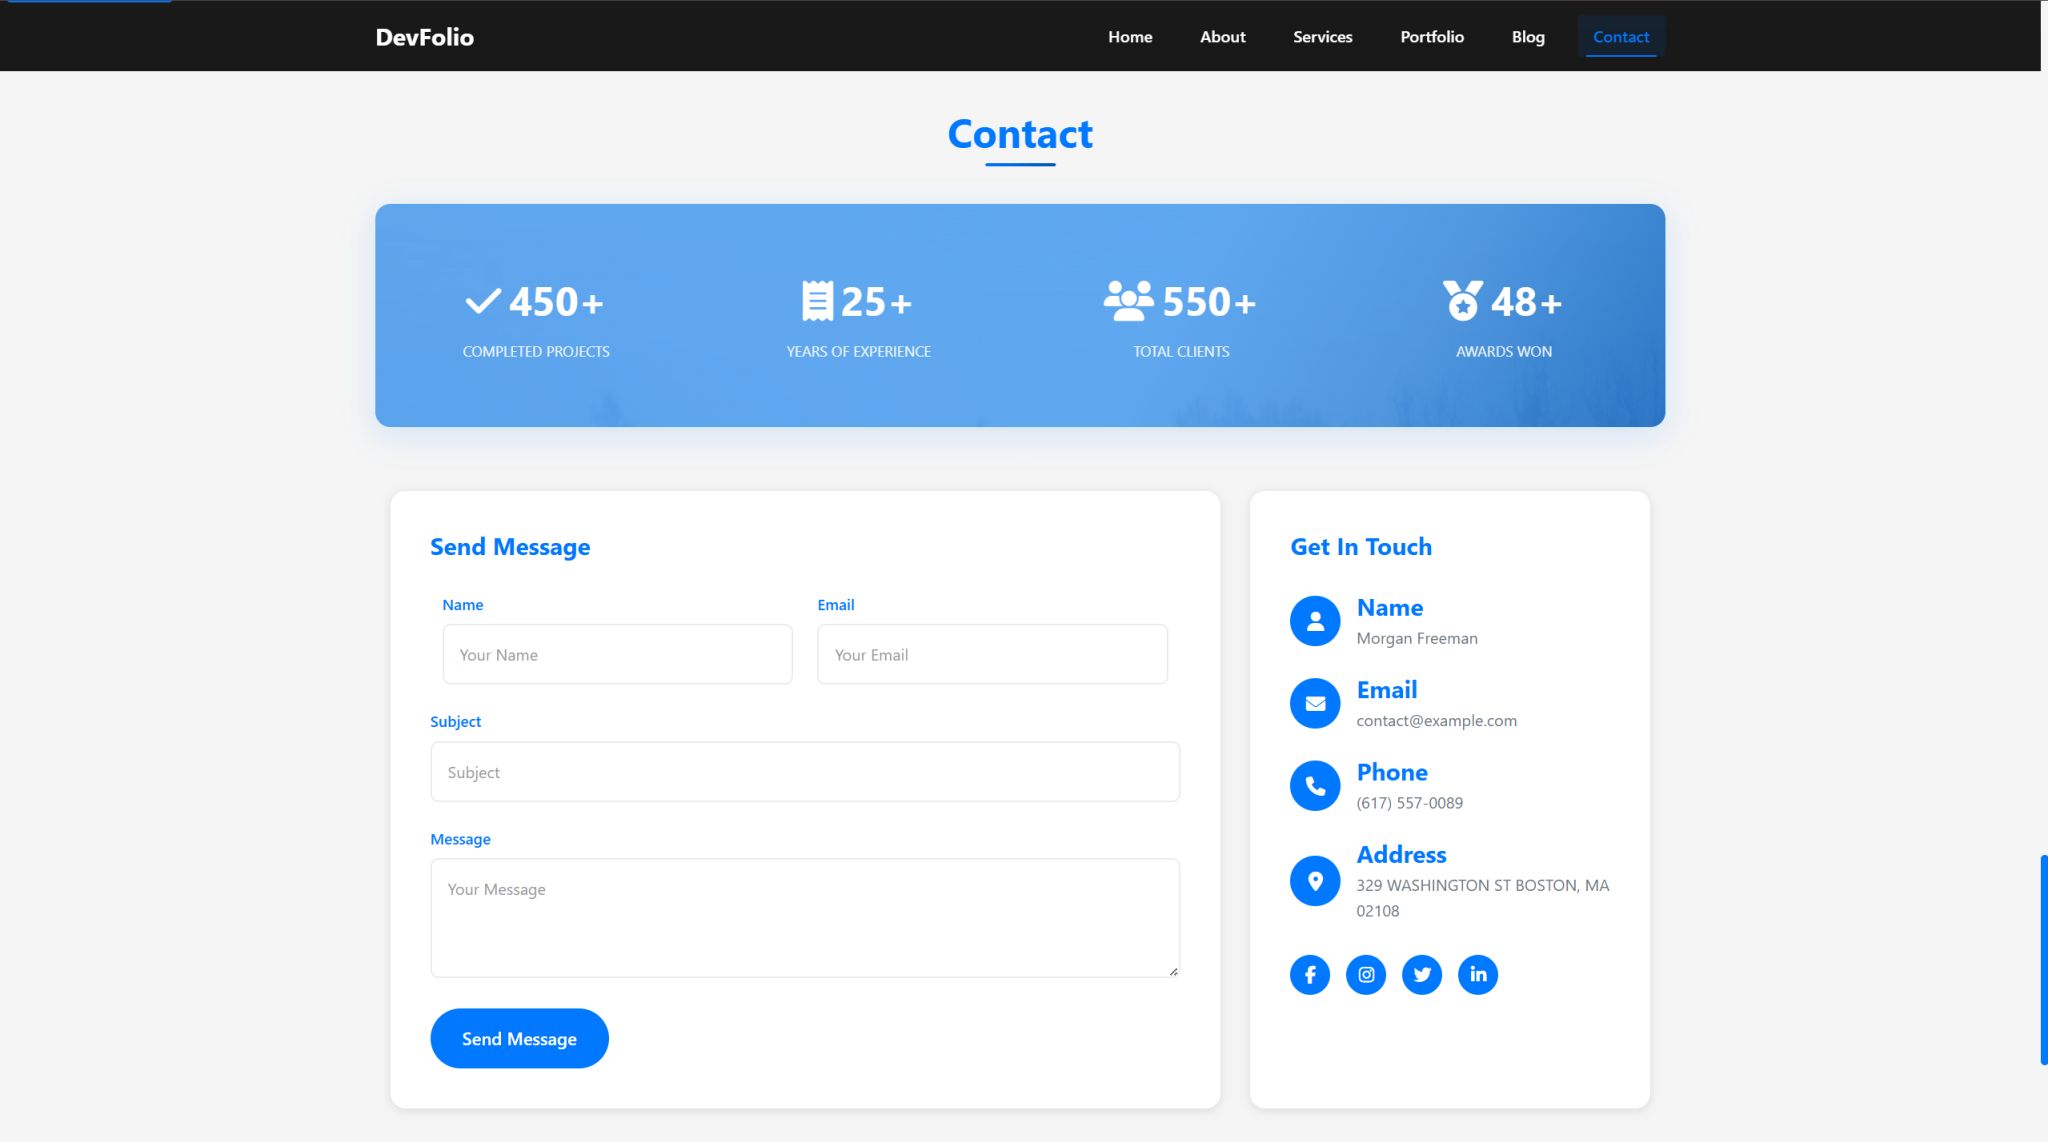 DevFolio
Home
About
Services
Portfolio
Blog
Contact
Contact
450+
COMPLETED PROJECTS
25+
YEARS OF EXPERIENCE
550+
TOTAL CLIENTS
48+
AWARDS WON
Send Message
Name
Your Name
Email
Your Email
Subject
Subject
Message
Your Message
Send Message
Get In Touch
Name
Morgan Freeman
Email
contact@example.com
Phone
(617) 557-0089
Address
329 WASHINGTON ST BOSTON, MA
02108